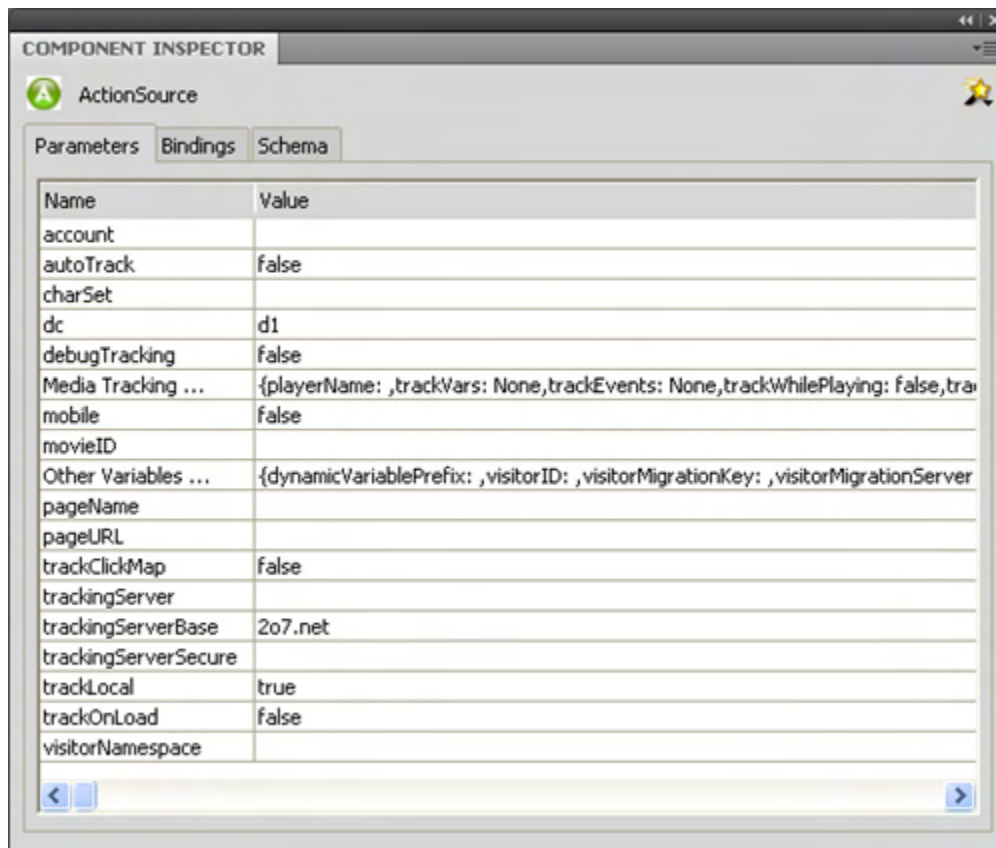 COMPONENT INSPECTOR
ActionSource
Parameters Bindings Schema
Name Value
account
autoTrack false
charSet
dc d1
debugTracking false
Media Tracking ... {playerName: ,trackVars: None,trackEvents: None,trackWhilePlaying: false,tra
mobile false
movieID
Other Variables ... {dynamicVariablePrefix: ,visitorID: ,visitorMigrationKey: ,visitorMigrationServer
pageName
pageURL
trackClickMap false
trackingServer
trackingServerBase 2o7.net
trackingServerSecure
trackLocal true
trackOnLoad false
visitorNamespace